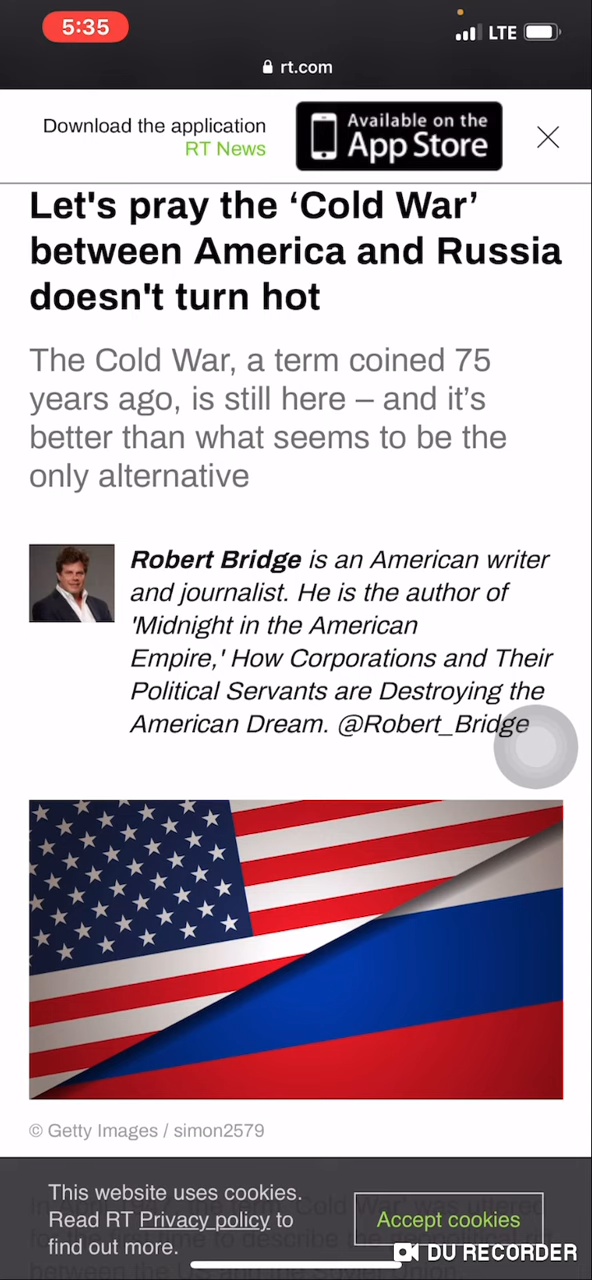 5:35
LTE
rt.com
Download the application
RT News
Available on the
App Store
Let's pray the ‘Cold War’
between America and Russia
doesn't turn hot
The Cold War, a term coined 75
years ago, is still here – and it’s
better than what seems to be the
only alternative
Robert Bridge is an American writer
and journalist. He is the author of
'Midnight in the American
Empire,' How Corporations and Their
Political Servants are Destroying the
American Dream. @Robert_Bridge
© Getty Images / simon2579
This website uses cookies.
Read RT Privacy policy to
find out more.
Accept cookies
DU RECORDER